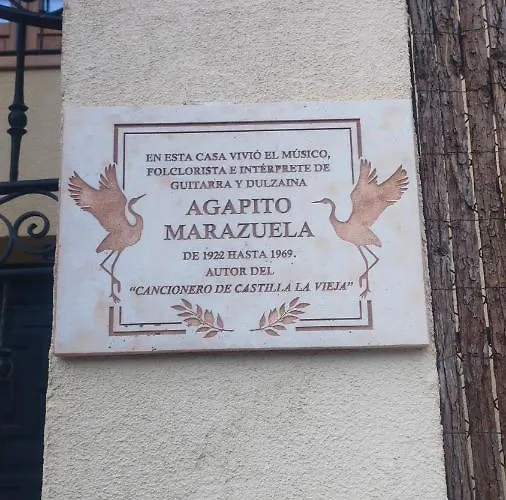 EN ESTA CASA VIVIÓ EL MÚSICO,
FOLCLORISTA E INTÉRPRETE DE
GUITARRA Y DULZAINA
AGAPITO
MARAZUELA
DE 1922 HASTA 1969.
AUTOR DEL
"CANCIONERO DE CASTILLA LA VIEJA"